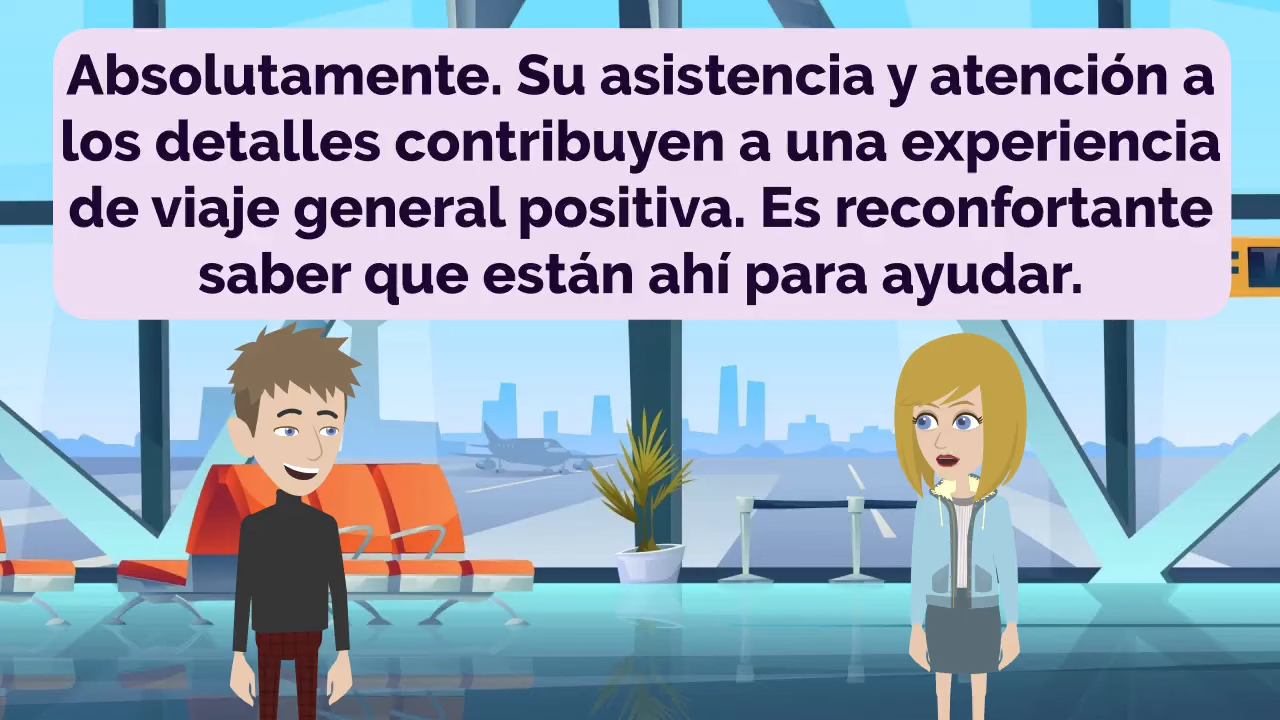 Absolutamente. Su asistencia y atención a
los detalles contribuyen a una experiencia
de viaje general positiva. Es reconfortante
saber que están ahí para ayudar.